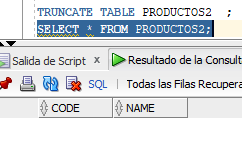 TRUNCATE TABLE PRODUCTOS2 ;
SELECT * FROM PRODUCTOS2;
Salida de Script × Resultado de la Consult
SQL | Todas las Filas Recupera
CODE NAME